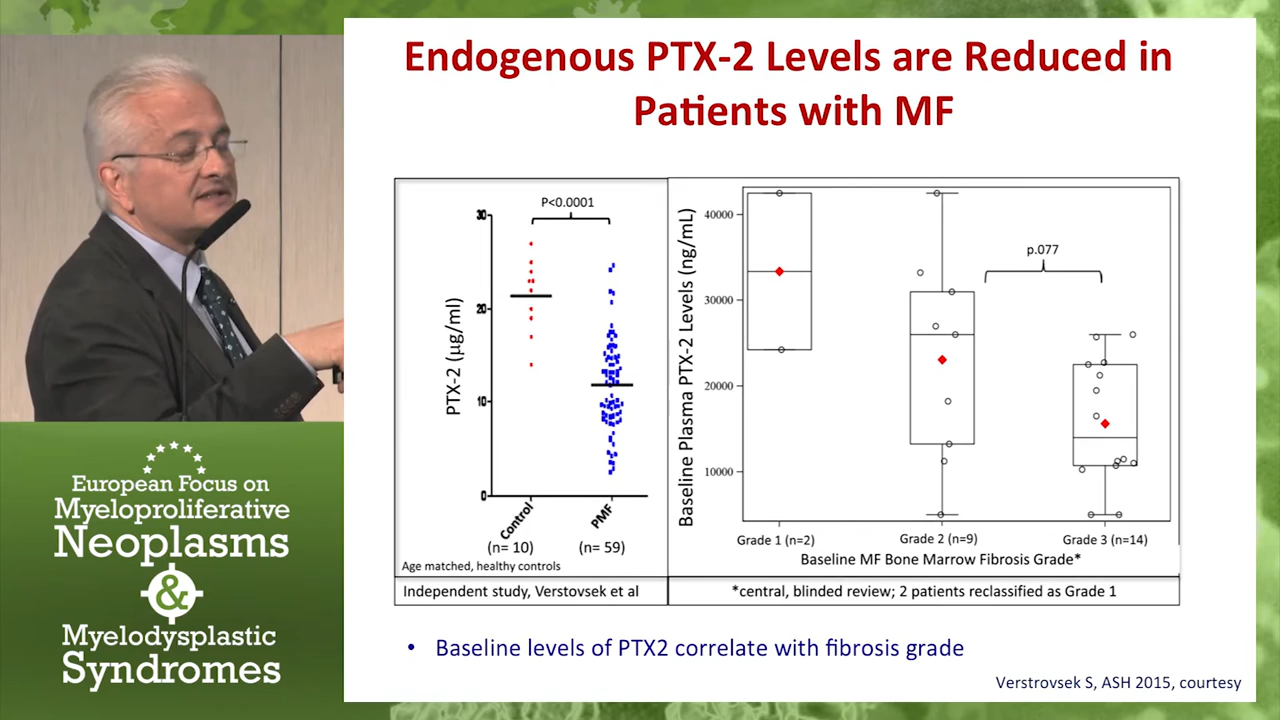 Endogenous PTX-2 Levels are Reduced in
Patients with MF
P<0.0001
30
20
10
0
PTX-2 (μg/ml)
Control
PMF
(n= 10)
(n= 59)
Age matched, healthy controls
Independent study, Verstovsek et al
Baseline Plasma PTX-2 Levels (ng/mL)
40000
30000
20000
10000
p.077
Grade 1 (n=2)
Grade 2 (n=9)
Grade 3 (n=14)
Baseline MF Bone Marrow Fibrosis Grade*
*central, blinded review; 2 patients reclassified as Grade 1
• Baseline levels of PTX2 correlate with fibrosis grade
Verstrovsek S, ASH 2015, courtesy
European Focus on
Myeloproliferative
Neoplasms
&
Myelodysplastic
Syndromes